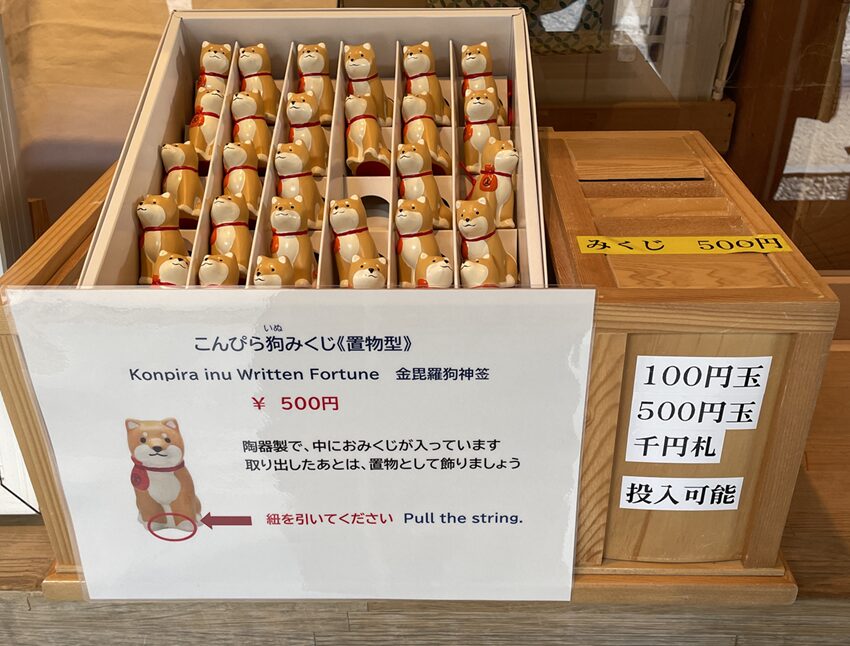 みくじ 500円
いぬ
こんぴら狗みくじ《置物型》
Konpira inu Written Fortune 金毘羅狗神签
¥ 500円
陶器製で、中におみくじが入っています
取り出したあとは、置物として飾りましょう
紐を引いてください Pull the string.
100円玉
500円玉
千円札
投入可能